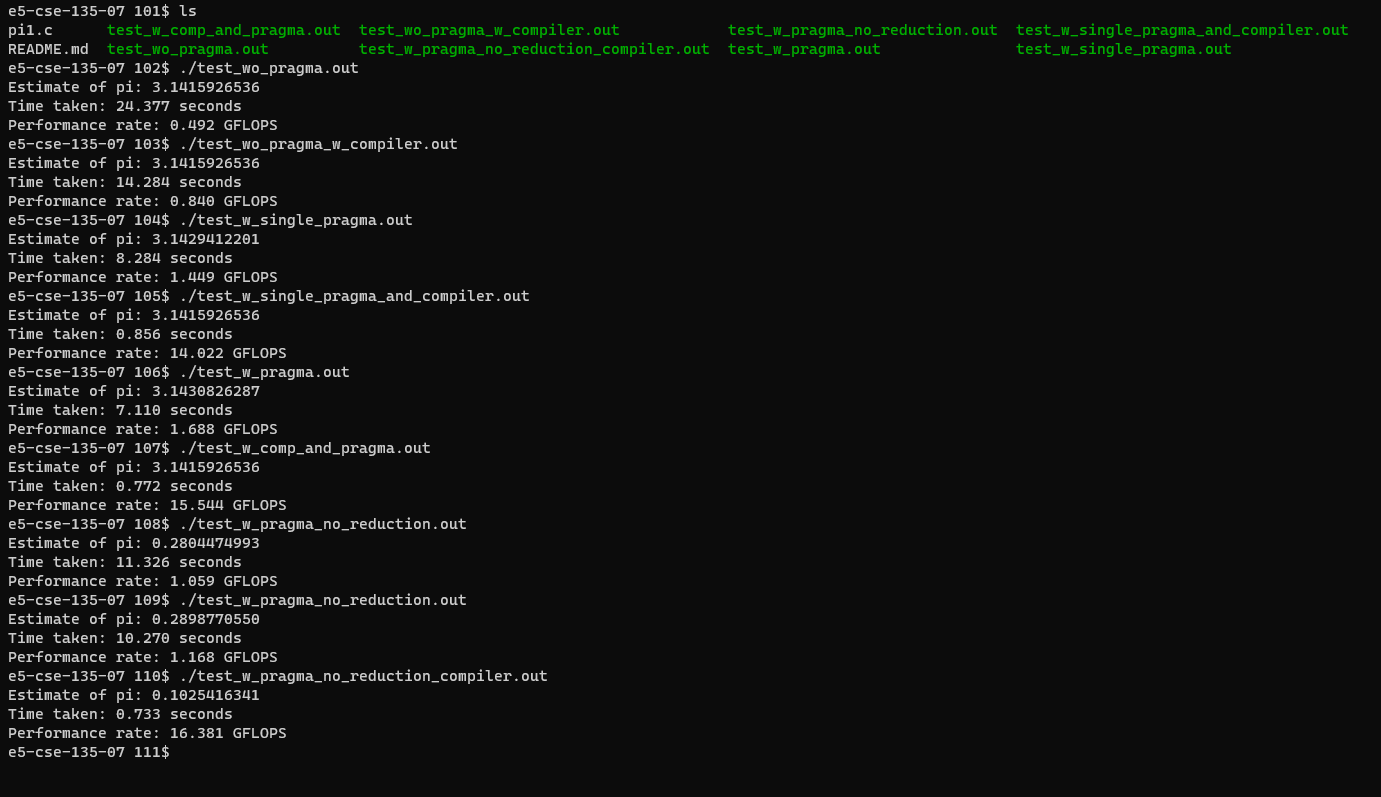 e5-cse-135-07 101$ ls
pi1.c      test_w_comp_and_pragma.out  test_wo_pragma_w_compiler.out            test_w_pragma_no_reduction.out  test_w_single_pragma_and_compiler.out
README.md  test_wo_pragma.out          test_w_pragma_no_reduction_compiler.out  test_w_pragma.out               test_w_single_pragma.out
e5-cse-135-07 102$ ./test_wo_pragma.out
Estimate of pi: 3.1415926536
Time taken: 24.377 seconds
Performance rate: 0.492 GFLOPS
e5-cse-135-07 103$ ./test_wo_pragma_w_compiler.out
Estimate of pi: 3.1415926536
Time taken: 14.284 seconds
Performance rate: 0.840 GFLOPS
e5-cse-135-07 104$ ./test_w_single_pragma.out
Estimate of pi: 3.1429412201
Time taken: 8.284 seconds
Performance rate: 1.449 GFLOPS
e5-cse-135-07 105$ ./test_w_single_pragma_and_compiler.out
Estimate of pi: 3.1415926536
Time taken: 0.856 seconds
Performance rate: 14.022 GFLOPS
e5-cse-135-07 106$ ./test_w_pragma.out
Estimate of pi: 3.1430826287
Time taken: 7.110 seconds
Performance rate: 1.688 GFLOPS
e5-cse-135-07 107$ ./test_w_comp_and_pragma.out
Estimate of pi: 3.1415926536
Time taken: 0.772 seconds
Performance rate: 15.544 GFLOPS
e5-cse-135-07 108$ ./test_w_pragma_no_reduction.out
Estimate of pi: 0.2804474993
Time taken: 11.326 seconds
Performance rate: 1.059 GFLOPS
e5-cse-135-07 109$ ./test_w_pragma_no_reduction.out
Estimate of pi: 0.2898770550
Time taken: 10.270 seconds
Performance rate: 1.168 GFLOPS
e5-cse-135-07 110$ ./test_w_pragma_no_reduction_compiler.out
Estimate of pi: 0.1025416341
Time taken: 0.733 seconds
Performance rate: 16.381 GFLOPS
e5-cse-135-07 111$